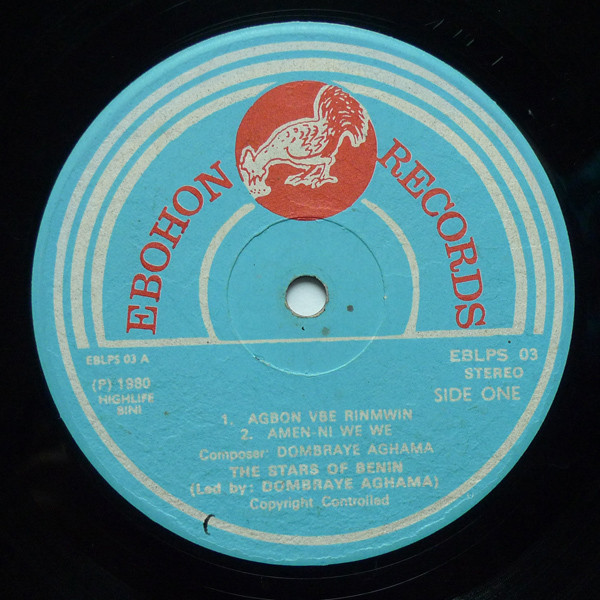 EBOHON RECORDS
EBLPS 03 A
(P) 1980
HIGHLIFE
BINI
EBLPS 03
STEREO
SIDE ONE
1. AGBON VBE RINMWIN
2. AMEN-NI WE WE
Composer: DOMBRAYE AGHAMA
THE STARS OF BENIN
(Led by: DOMBRAYE AGHAMA)
Copyright Controlled